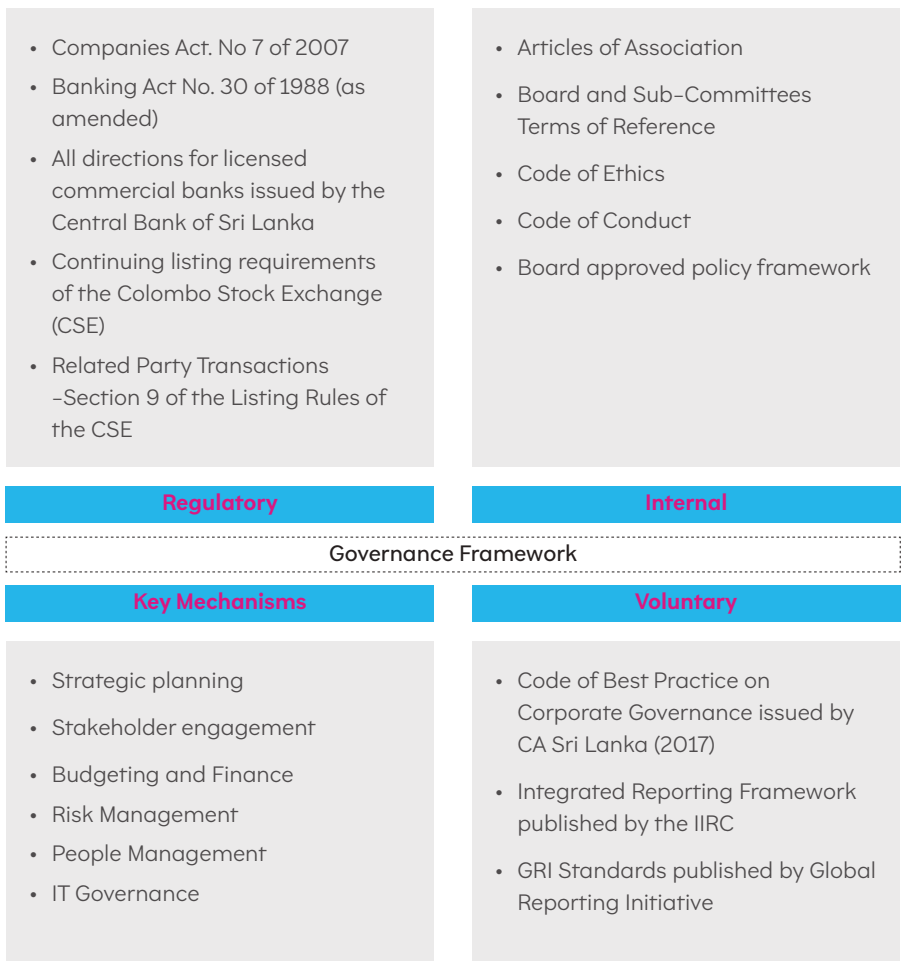 • Companies Act. No 7 of 2007
• Banking Act No. 30 of 1988 (as
amended)
• All directions for licensed
commercial banks issued by the
Central Bank of Sri Lanka
• Continuing listing requirements
of the Colombo Stock Exchange
(CSE)
• Related Party Transactions
-Section 9 of the Listing Rules of
the CSE
• Articles of Association
• Board and Sub-Committees
Terms of Reference
• Code of Ethics
• Code of Conduct
• Board approved policy framework
Regulatory
Internal
Governance Framework
Key Mechanisms
Voluntary
• Strategic planning
• Stakeholder engagement
• Budgeting and Finance
• Risk Management
• People Management
• IT Governance
• Code of Best Practice on
Corporate Governance issued by
CA Sri Lanka (2017)
• Integrated Reporting Framework
published by the IIRC
• GRI Standards published by Global
Reporting Initiative